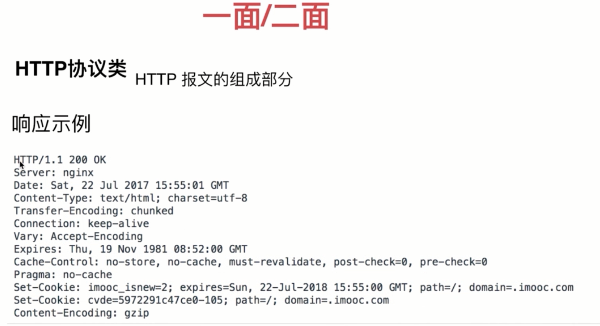 一面/二面
HTTP协议类 HTTP 报文的组成部分
响应示例
HTTP/1.1 200 OK
Server: nginx
Date: Sat, 22 Jul 2017 15:55:01 GMT
Content-Type: text/html; charset=utf-8
Transfer-Encoding: chunked
Connection: keep-alive
Vary: Accept-Encoding
Expires: Thu, 19 Nov 1981 08:52:00 GMT
Cache-Control: no-store, no-cache, must-revalidate, post-check=0, pre-check=0
Pragma: no-cache
Set-Cookie: imooc_isnew=2; expires=Sun, 22-Jul-2018 15:55:00 GMT; path=/; domain=.imooc.com
Set-Cookie: cvde=5972291c47ce0-105; path=/; domain=.imooc.com
Content-Encoding: gzip